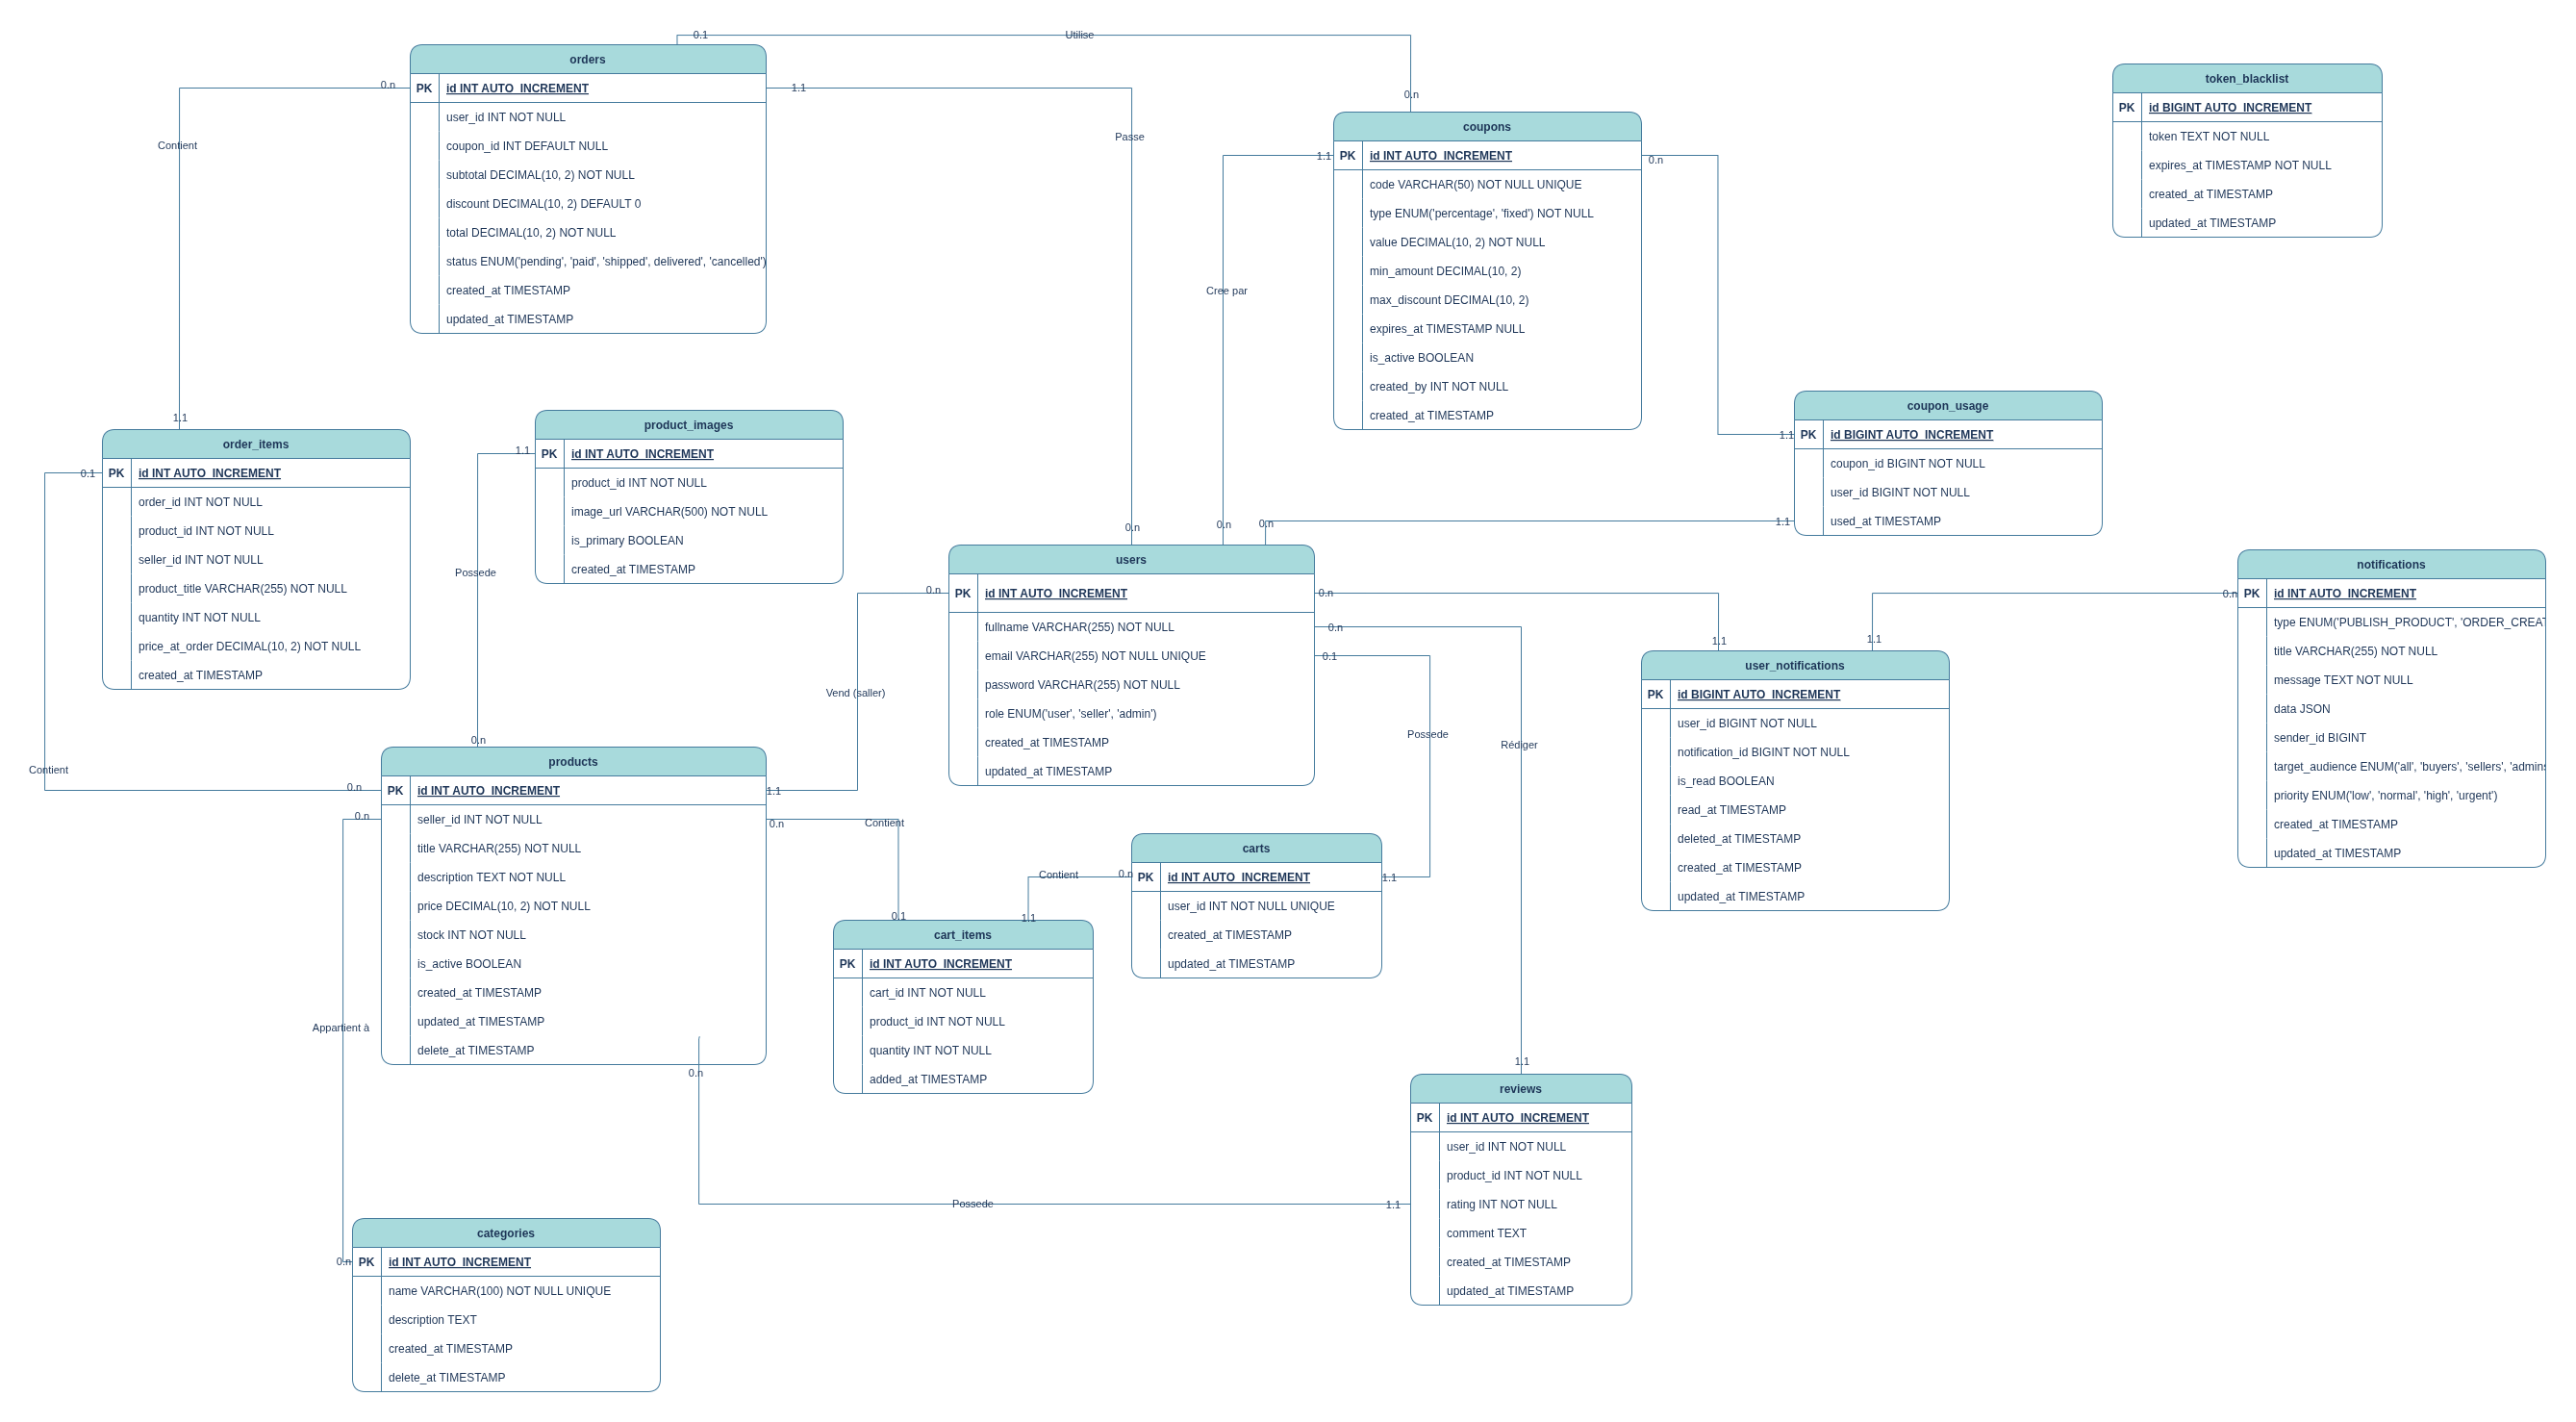 0.1
Utilise
orders
0.n
PK
id INT AUTO_INCREMENT
1.1
user_id INT NOT NULL
coupon_id INT DEFAULT NULL
subtotal DECIMAL(10, 2) NOT NULL
discount DECIMAL(10, 2) DEFAULT 0
total DECIMAL(10, 2) NOT NULL
status ENUM('pending', 'paid', 'shipped', delivered', 'cancelled')
created_at TIMESTAMP
updated_at TIMESTAMP
Contient
Passe
0.n
coupons
1.1
PK
id INT AUTO_INCREMENT
0.n
code VARCHAR(50) NOT NULL UNIQUE
type ENUM('percentage', 'fixed') NOT NULL
value DECIMAL(10, 2) NOT NULL
min_amount DECIMAL(10, 2)
max_discount DECIMAL(10, 2)
expires_at TIMESTAMP NULL
is_active BOOLEAN
created_by INT NOT NULL
created_at TIMESTAMP
Cree par
token_blacklist
PK
id BIGINT AUTO_INCREMENT
token TEXT NOT NULL
expires_at TIMESTAMP NOT NULL
created_at TIMESTAMP
updated_at TIMESTAMP
1.1
order_items
0.1
PK
id INT AUTO_INCREMENT
order_id INT NOT NULL
product_id INT NOT NULL
seller_id INT NOT NULL
product_title VARCHAR(255) NOT NULL
quantity INT NOT NULL
price_at_order DECIMAL(10, 2) NOT NULL
created_at TIMESTAMP
Contient
product_images
1.1
PK
id INT AUTO_INCREMENT
product_id INT NOT NULL
image_url VARCHAR(500) NOT NULL
is_primary BOOLEAN
created_at TIMESTAMP
Possede
0.n
coupon_usage
1.1
PK
id BIGINT AUTO_INCREMENT
coupon_id BIGINT NOT NULL
user_id BIGINT NOT NULL
used_at TIMESTAMP
1.1
0.n
0.n
0.n
users
0.n
PK
id INT AUTO_INCREMENT
0.n
fullname VARCHAR(255) NOT NULL
0.n
email VARCHAR(255) NOT NULL UNIQUE
0.1
password VARCHAR(255) NOT NULL
role ENUM('user', 'seller', 'admin')
created_at TIMESTAMP
updated_at TIMESTAMP
Vend (saller)
Possede
Rédiger
1.1
1.1
user_notifications
PK
id BIGINT AUTO_INCREMENT
user_id BIGINT NOT NULL
notification_id BIGINT NOT NULL
is_read BOOLEAN
read_at TIMESTAMP
deleted_at TIMESTAMP
created_at TIMESTAMP
updated_at TIMESTAMP
notifications
0.n
PK
id INT AUTO_INCREMENT
type ENUM('PUBLISH_PRODUCT', 'ORDER_CREAT
title VARCHAR(255) NOT NULL
message TEXT NOT NULL
data JSON
sender_id BIGINT
target_audience ENUM('all', 'buyers', 'sellers', 'admins
priority ENUM('low', 'normal', 'high', 'urgent')
created_at TIMESTAMP
updated_at TIMESTAMP
products
0.n
PK
id INT AUTO_INCREMENT
1.1
0.n
seller_id INT NOT NULL
0.n
title VARCHAR(255) NOT NULL
description TEXT NOT NULL
price DECIMAL(10, 2) NOT NULL
stock INT NOT NULL
is_active BOOLEAN
created_at TIMESTAMP
updated_at TIMESTAMP
delete_at TIMESTAMP
0.n
Appartient à
Contient
0.1
cart_items
PK
id INT AUTO_INCREMENT
cart_id INT NOT NULL
product_id INT NOT NULL
quantity INT NOT NULL
added_at TIMESTAMP
Contient
1.1
carts
0.n
PK
id INT AUTO_INCREMENT
1.1
user_id INT NOT NULL UNIQUE
created_at TIMESTAMP
updated_at TIMESTAMP
1.1
reviews
PK
id INT AUTO_INCREMENT
user_id INT NOT NULL
product_id INT NOT NULL
rating INT NOT NULL
comment TEXT
created_at TIMESTAMP
updated_at TIMESTAMP
Possede
1.1
categories
0.n
PK
id INT AUTO_INCREMENT
name VARCHAR(100) NOT NULL UNIQUE
description TEXT
created_at TIMESTAMP
delete_at TIMESTAMP